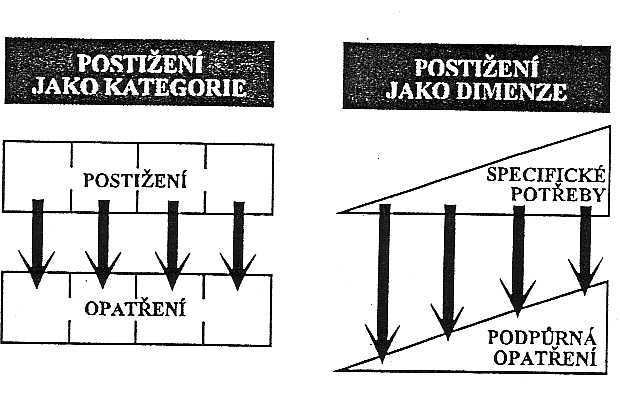 POSTIŽENÍ
JAKO KATEGORIE
POSTIŽENÍ
OPATŘENÍ
POSTIŽENÍ
JAKO DIMENZE
SPECIFICKÉ
POTŘEBY
PODPŮRNÁ
OPATŘENÍ